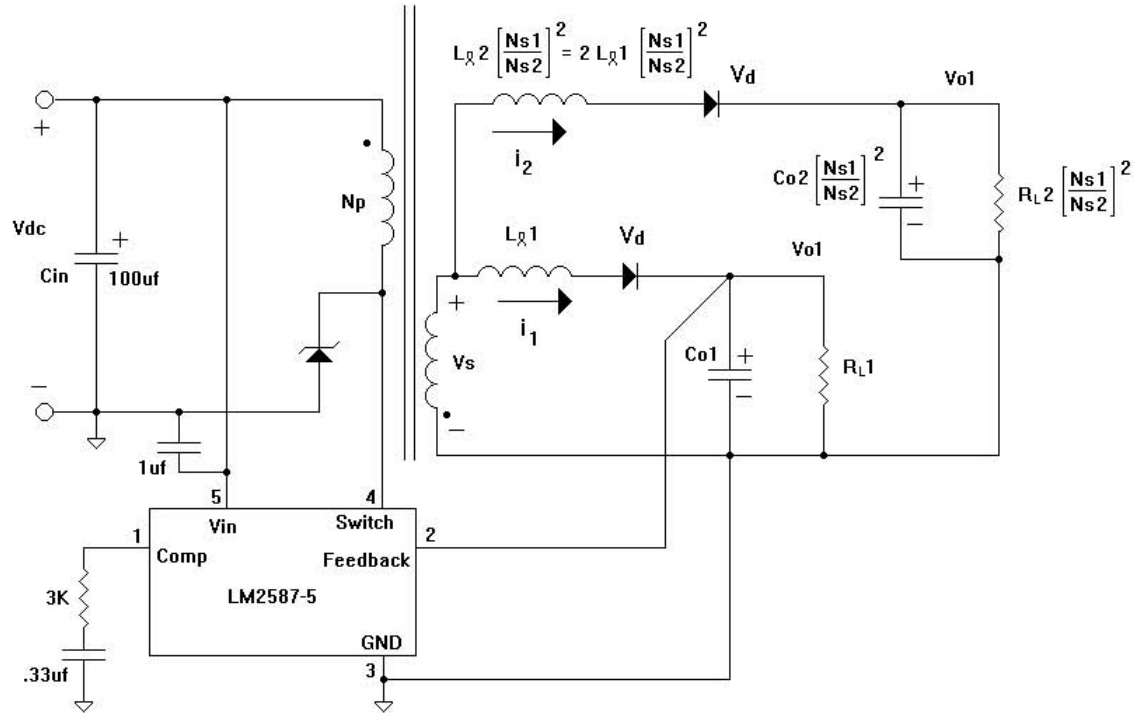 Lℓ2 [Ns1/Ns2]² = 2 Lℓ1 [Ns1/Ns2]²
Vd
Vo1
+
i2
Co2 [Ns1/Ns2]²
+
−
RL2 [Ns1/Ns2]²
Np
Vdc
Cin
+
100uf
Lℓ1
Vd
Vo1
+
i1
Vs
Co1
+
−
RL1
−
−
1uf
5
4
Vin
Switch
1
2
Comp
Feedback
LM2587-5
3K
GND
.33uf
3